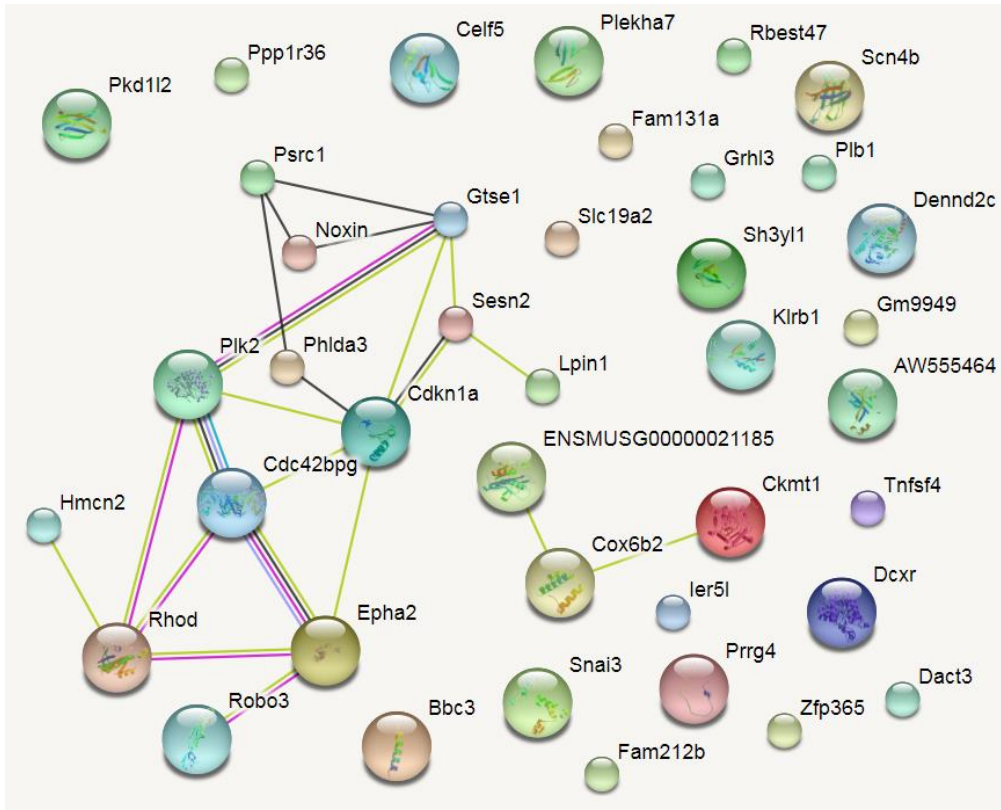 Celf5
Plekha7
Rbest47
Ppp1r36
Scn4b
Pkd1l2
Fam131a
Psrc1
Grhl3
Plb1
Gtse1
Noxin
Slc19a2
Dennd2c
Sh3yl1
Sesn2
Gm9949
Klrb1
Plk2
Phlda3
Lpin1
Cdkn1a
AW555464
ENSMUSG00000021185
Cdc42bpg
Ckmt1
Tnfsf4
Hmcn2
Cox6b2
Ier5l
Dcxr
Rhod
Epha2
Prrg4
Snai3
Dact3
Robo3
Bbc3
Zfp365
Fam212b